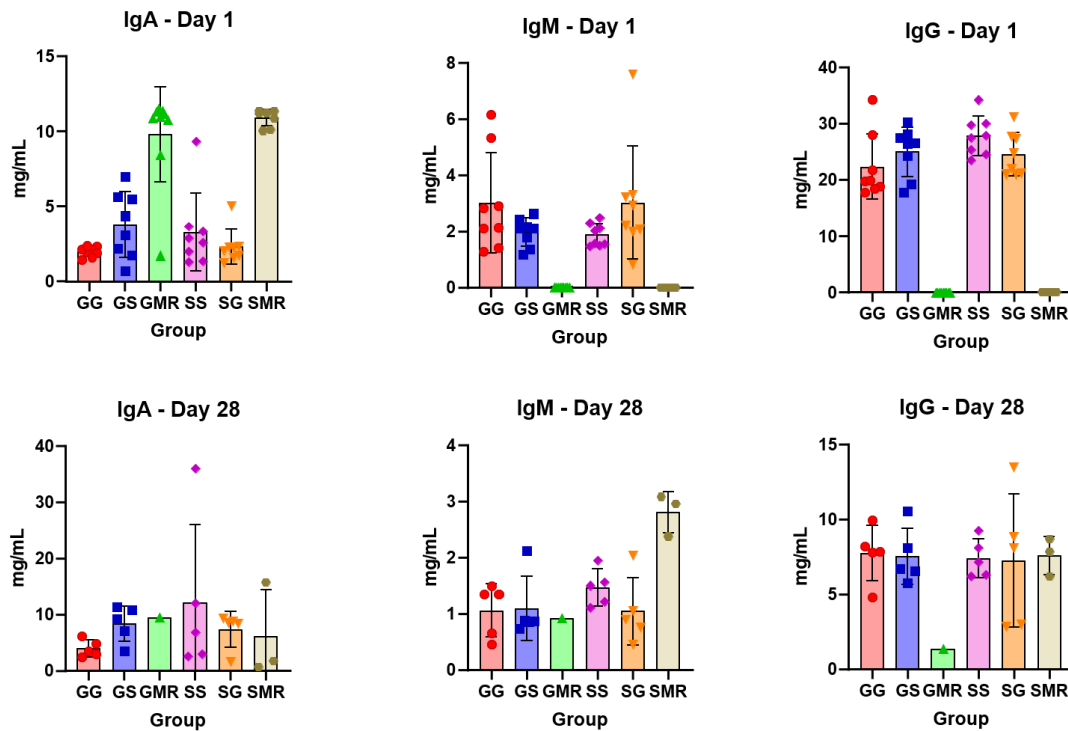 IgA - Day 1
mg/mL
15
10
5
0
GG GS GMR SS SG SMR
Group
IgM - Day 1
mg/mL
8
6
4
2
0
GG GS GMR SS SG SMR
Group
IgG - Day 1
mg/mL
40
30
20
10
0
GG GS GMR SS SG SMR
Group
IgA - Day 28
mg/mL
40
30
20
10
0
GG GS GMR SS SG SMR
Group
IgM - Day 28
mg/mL
4
3
2
1
0
GG GS GMR SS SG SMR
Group
IgG - Day 28
mg/mL
15
10
5
0
GG GS GMR SS SG SMR
Group